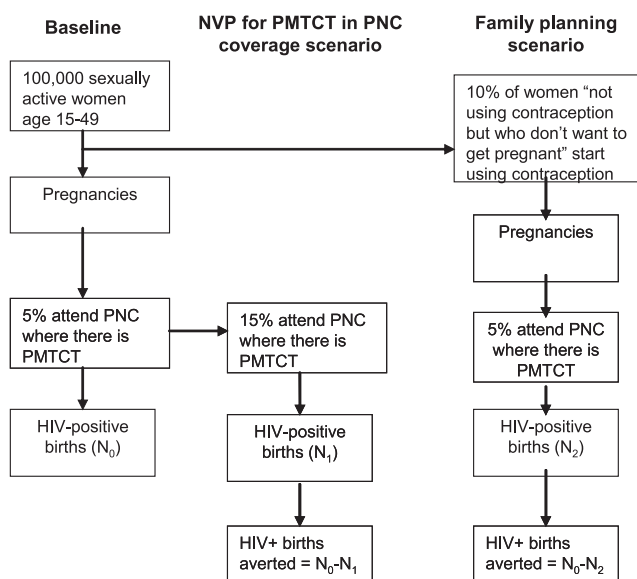 Baseline
NVP for PMTCT in PNC
coverage scenario
Family planning
scenario
100,000 sexually
active women
age 15-49
10% of women “not
using contraception
but who don’t want to
get pregnant” start
using contraception
Pregnancies
Pregnancies
5% attend PNC
where there is
PMTCT
15% attend PNC
where there is
PMTCT
5% attend PNC
where there is
PMTCT
HIV-positive
births (N0)
HIV-positive
births (N1)
HIV-positive
births (N2)
HIV+ births
averted = N0-N1
HIV+ births
averted = N0-N2